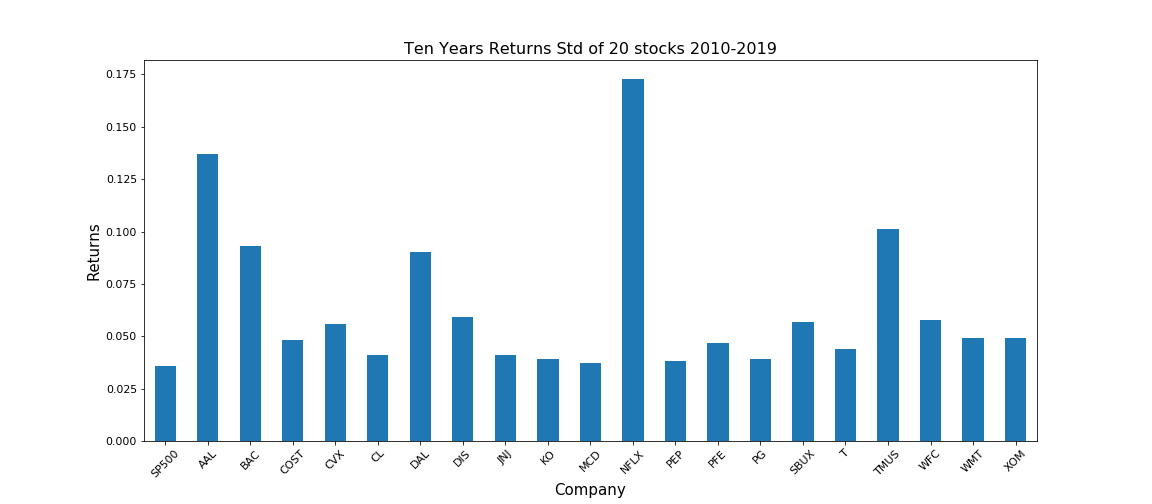 Ten Years Returns Std of 20 stocks 2010-2019
0.175
0.150
0.125
0.100
0.075
0.050
0.025
0.000
Returns
SP500
AAL
BAC
COST
CVX
CL
DAL
DIS
JNJ
KO
MCD
NFLX
PEP
PFE
PG
SBUX
T
TMUS
WFC
WMT
XOM
Company